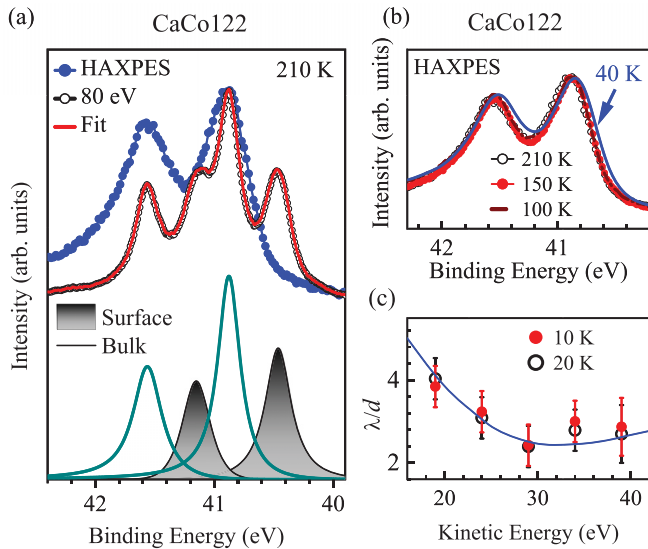 (a)
CaCo122
HAXPES
210 K
80 eV
Fit
Intensity (arb. units)
Surface
Bulk
42
41
40
Binding Energy (eV)
(b)
CaCo122
HAXPES
40 K
210 K
150 K
100 K
Intensity (arb. units)
42
41
Binding Energy (eV)
(c)
10 K
20 K
4
2
λ/d
20
30
40
Kinetic Energy (eV)